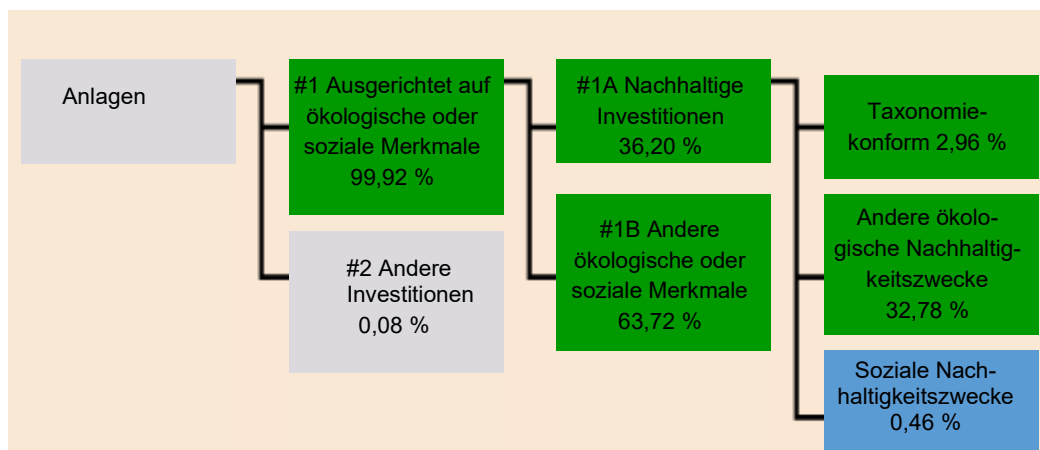 Anlagen
#1 Ausgerichtet auf
ökologische oder
soziale Merkmale
99,92 %
#2 Andere
Investitionen
0,08 %
#1A Nachhaltige
Investitionen
36,20 %
#1B Andere
ökologische oder
soziale Merkmale
63,72 %
Taxonomie-
konform 2,96 %
Andere ökolo-
gische Nachhaltig-
keitszwecke
32,78 %
Soziale Nach-
haltigkeitszwecke
0,46 %